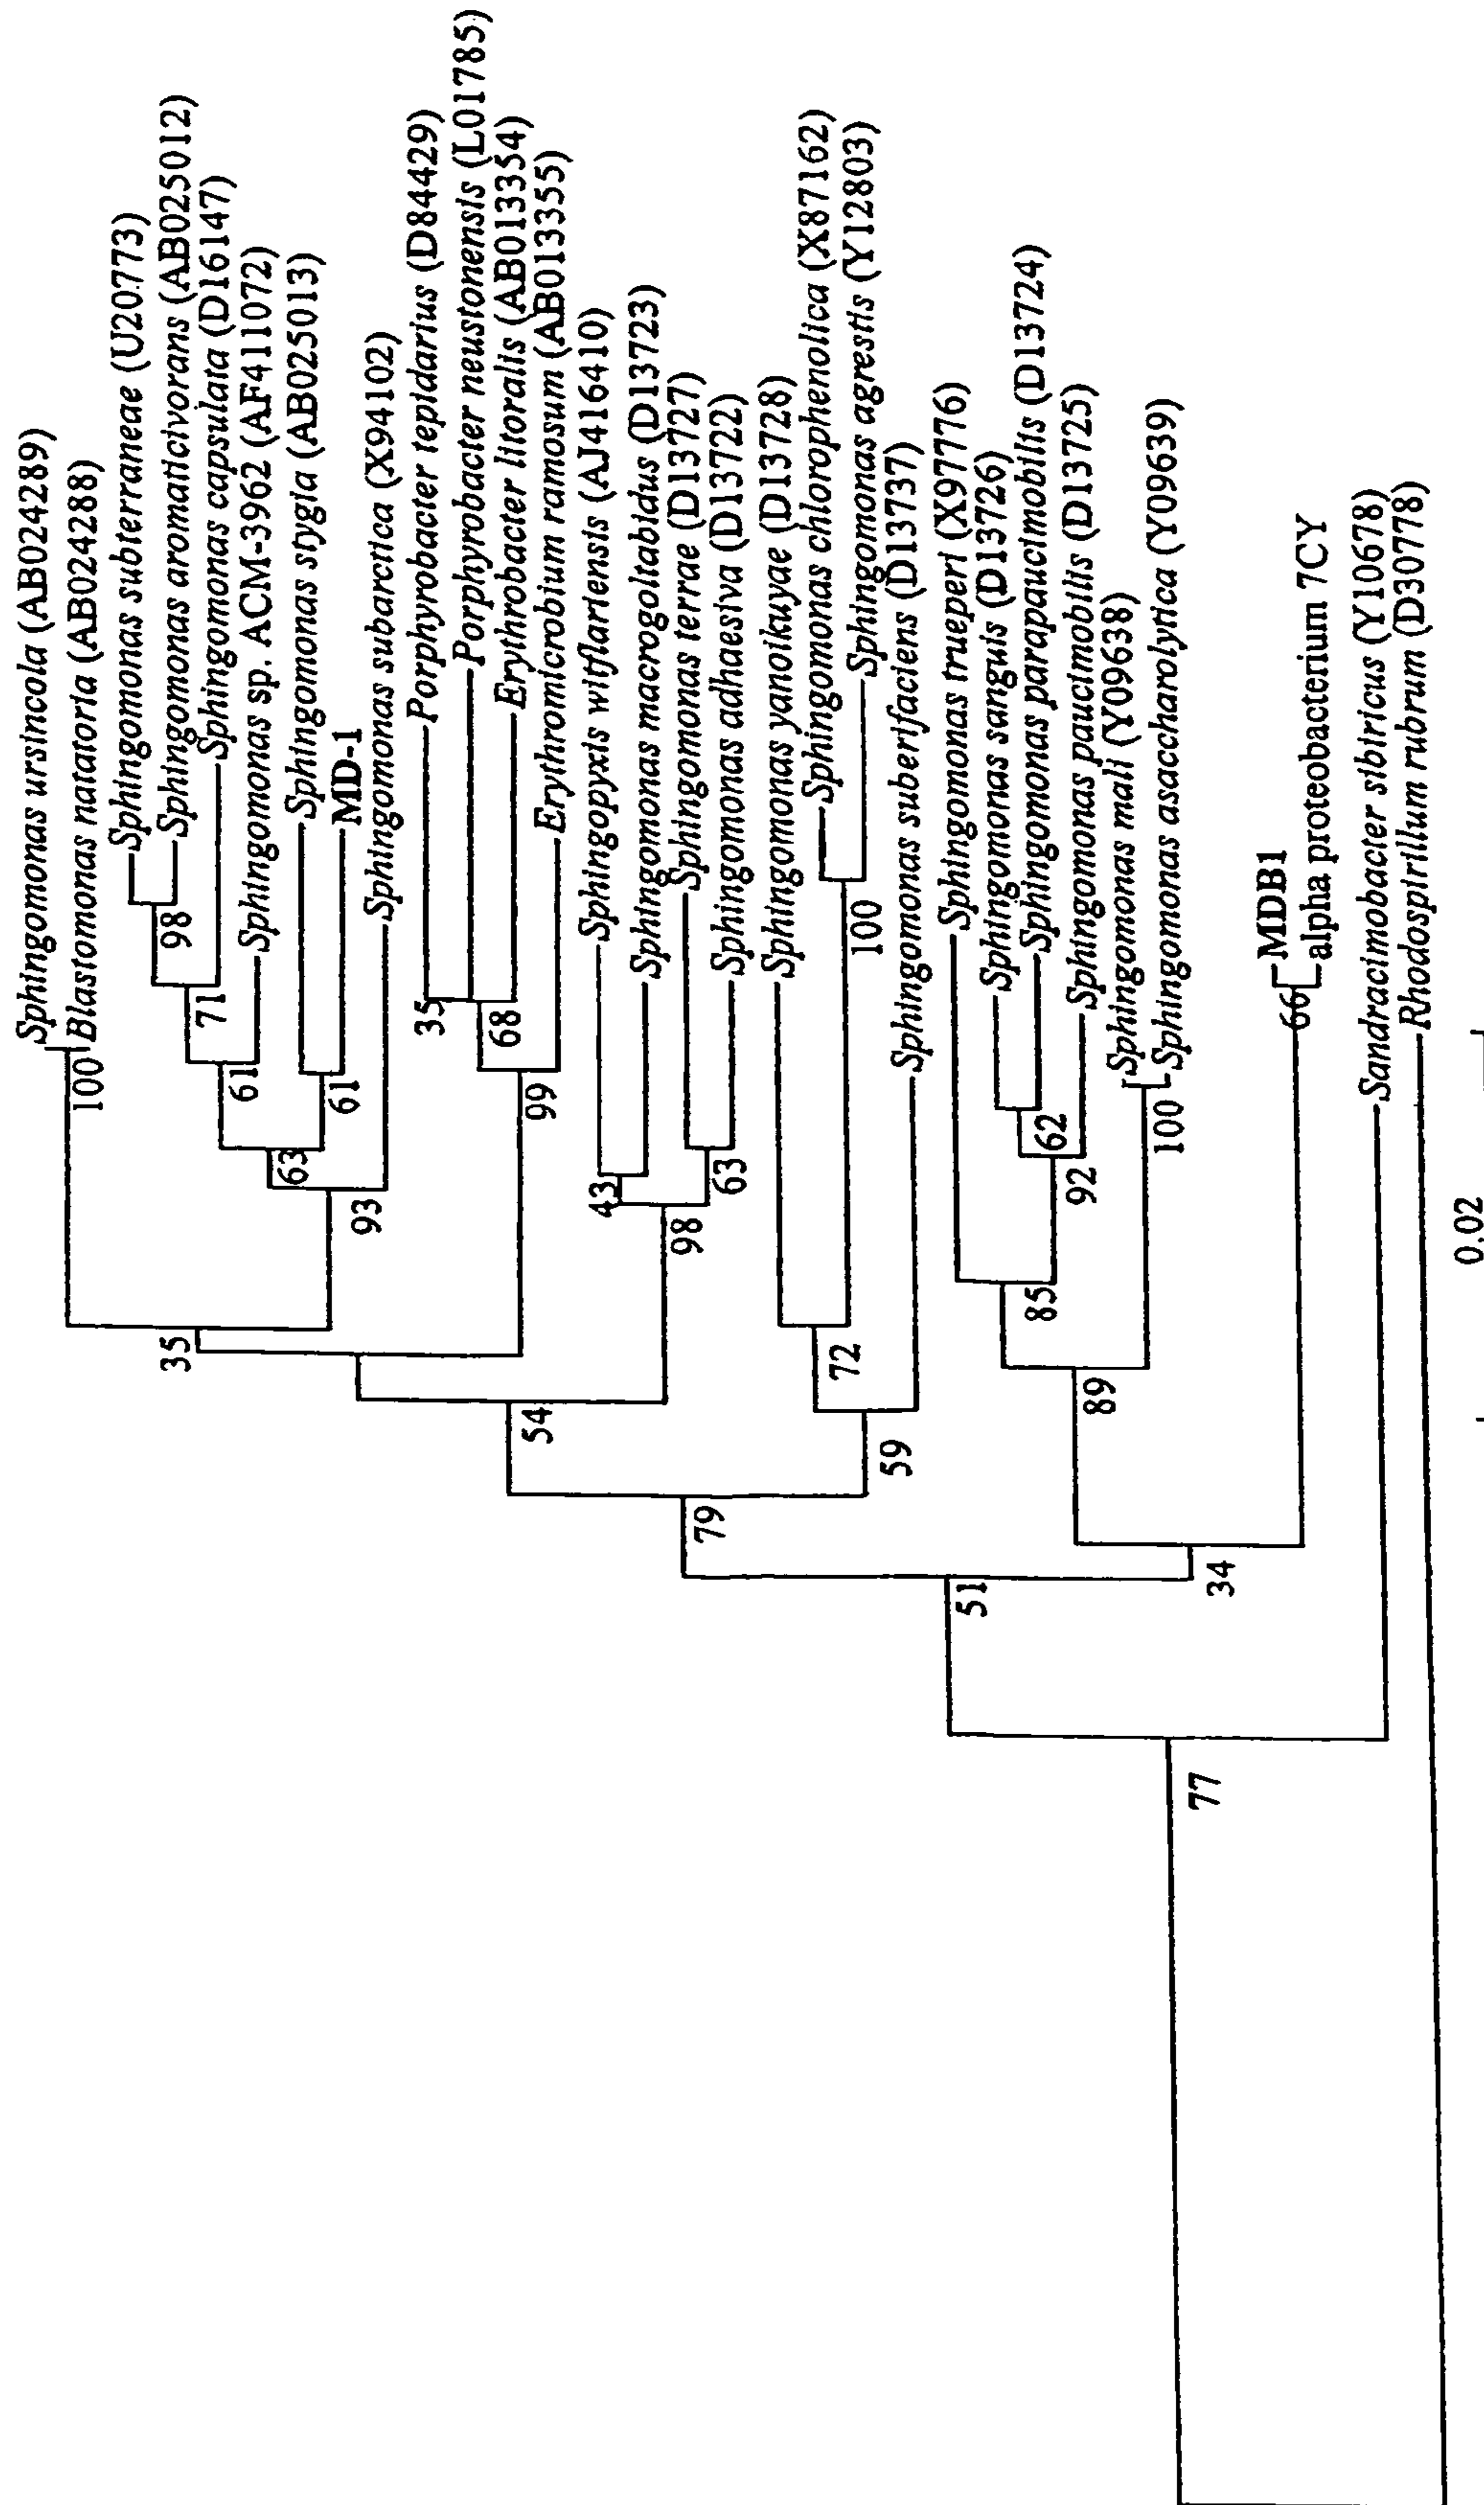 Sphingomonas ursincola (AB024289)
100
Blastomonas natatoria (AB024288)
Sphingomonas subterraneae (U20773)
98
Sphingomonas aromaticivorans (AB025012)
71
Sphingomonas capsulata (D16147)
61
Sphingomonas sp. ACM-3962 (AF411072)
63
Sphingomonas stygia (AB025013)
61
MD-1
93
Sphingomonas subarctica (X94102)
35
Porphyrobacter tepidarius (D84429)
35
Porphyrobacter neustonensis (L01785)
68
Erythrobacter litoralis (AB013354)
99
Erythromicrobium ramosum (AB013355)
54
Sphingopyxis witflariensis (AJ416410)
43
Sphingomonas macrogoltabidus (D13723)
98
Sphingomonas terrae (D13727)
63
Sphingomonas adhaesiva (D13722)
79
Sphingomonas yanoikuyae (D13728)
72
Sphingomonas chlorophenolica (X87162)
100
Sphingomonas agrestis (Y12803)
59
Sphingomonas suberifaciens (D13737)
51
Sphingomonas trueperi (X97776)
85
Sphingomonas sanguis (D13726)
62
Sphingomonas parapaucimobilis (D13724)
92
Sphingomonas paucimobilis (D13725)
89
Sphingomonas mali (Y09638)
100
Sphingomonas asaccharolytica (Y09639)
34
MDB1
66
alpha proteobacterium 7CY
77
Sandracimobacter sibiricus (Y10678)
Rhodospirillum rubrum (D30778)
0,02